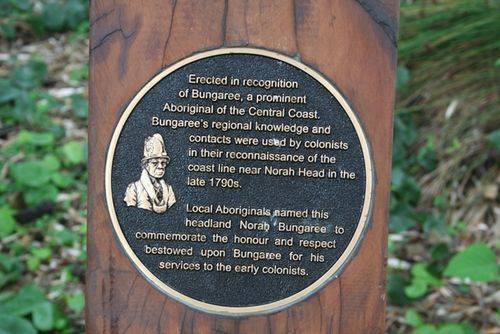 Erected in recognition
of Bungaree, a prominent
Aboriginal of the Central Coast.
Bungaree's regional knowledge and
contacts were used by colonists
in their reconnaissance of the
coast line near Norah Head in the
late 1790s.
Local Aboriginals named this
headland Norah Bungaree to
commemorate the honour and respect
bestowed upon Bungaree for his
services to the early colonists.